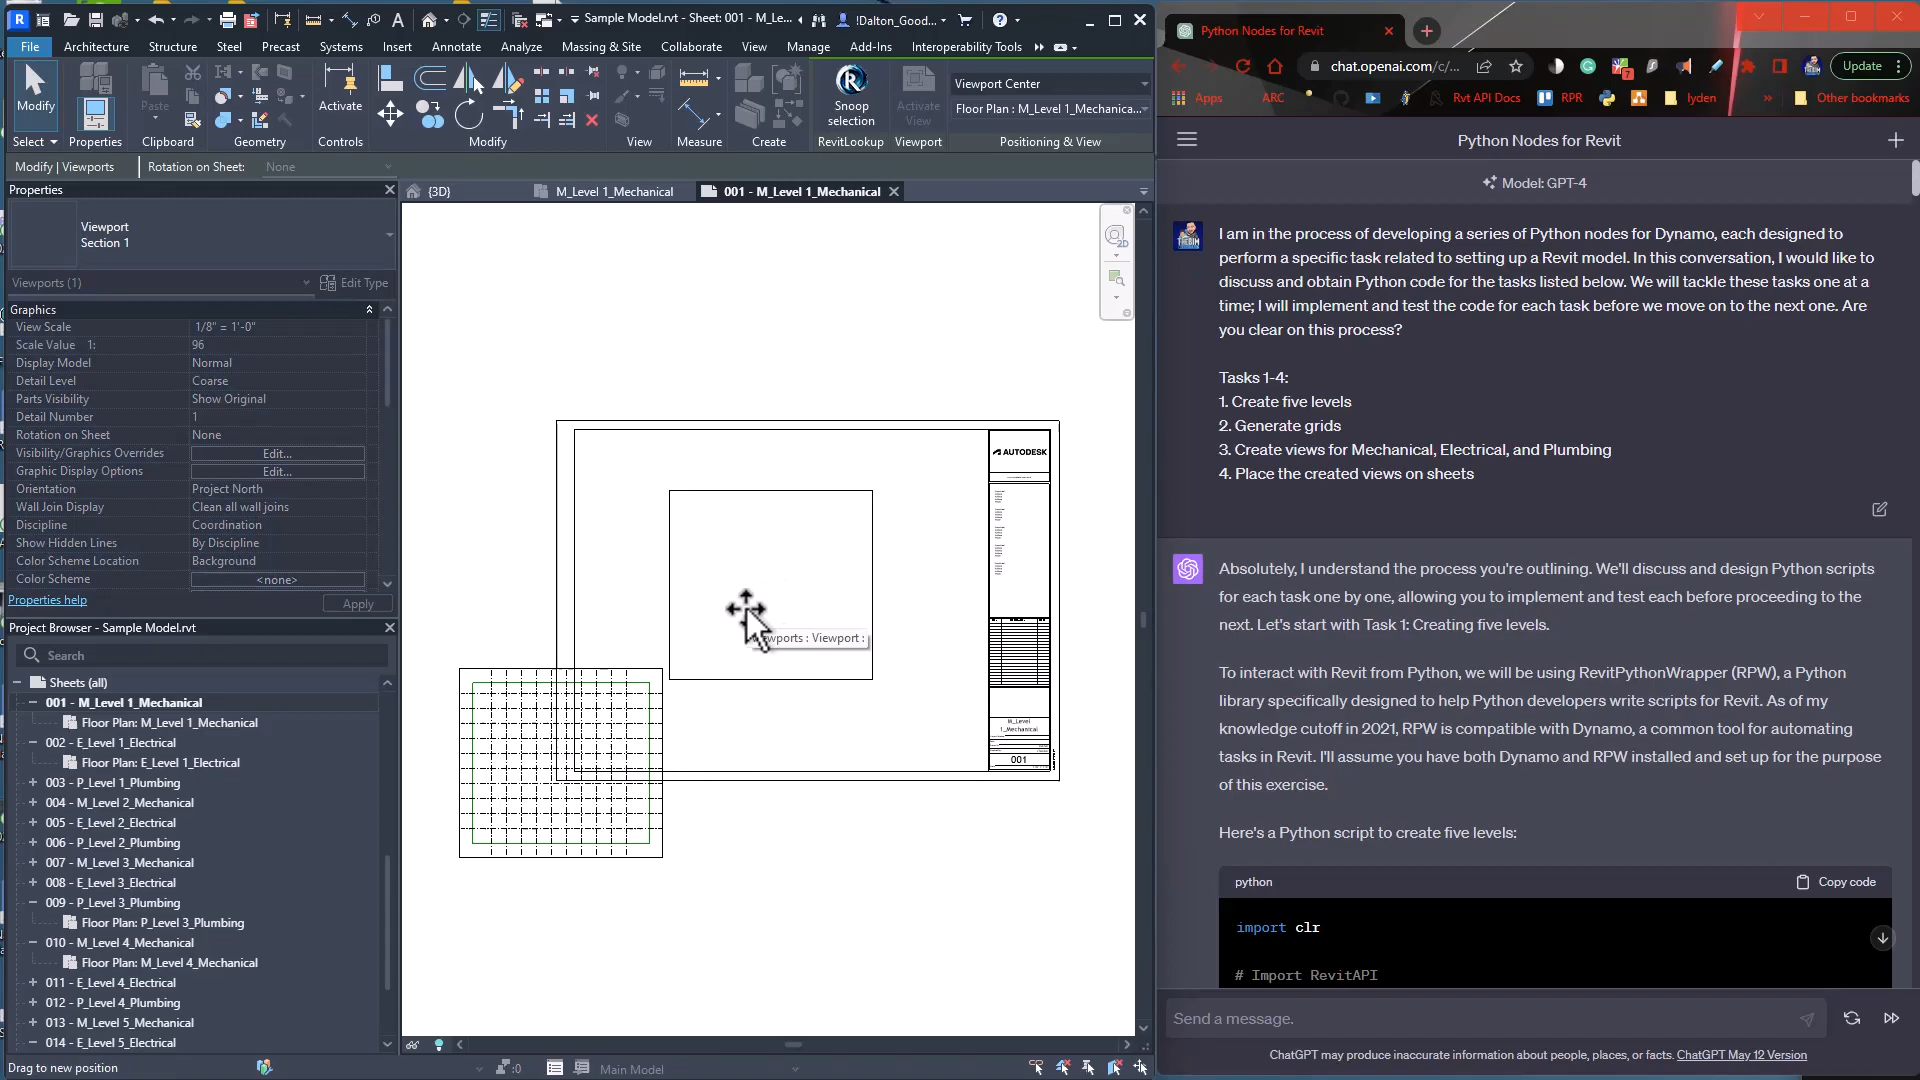 Sample Model.rvt - Sheet: 001 - M_Le...
!Dalton_Good...
File
Architecture
Structure
Steel
Precast
Systems
Insert
Annotate
Analyze
Massing & Site
Collaborate
View
Manage
Add-Ins
Interoperability Tools
Modify
Paste
Activate
Snoop
selection
Activate
View
Viewport Center
Floor Plan : M_Level 1_Mechanica...
Select
Properties
Clipboard
Geometry
Controls
Modify
View
Measure
Create
RevitLookup
Viewport
Positioning & View
Modify | Viewports
Rotation on Sheet:
None
Properties
Viewport
Section 1
Viewports (1)
Edit Type
Graphics
View Scale
1/8" = 1'-0"
Scale Value    1:
96
Display Model
Normal
Detail Level
Coarse
Parts Visibility
Show Original
Detail Number
1
Rotation on Sheet
None
Visibility/Graphics Overrides
Edit...
Graphic Display Options
Edit...
Orientation
Project North
Wall Join Display
Clean all wall joins
Discipline
Coordination
Show Hidden Lines
By Discipline
Color Scheme Location
Background
Color Scheme
<none>
Properties help
Apply
Project Browser - Sample Model.rvt
Search
Sheets (all)
001 - M_Level 1_Mechanical
Floor Plan: M_Level 1_Mechanical
002 - E_Level 1_Electrical
Floor Plan: E_Level 1_Electrical
003 - P_Level 1_Plumbing
004 - M_Level 2_Mechanical
005 - E_Level 2_Electrical
006 - P_Level 2_Plumbing
007 - M_Level 3_Mechanical
008 - E_Level 3_Electrical
009 - P_Level 3_Plumbing
Floor Plan: P_Level 3_Plumbing
010 - M_Level 4_Mechanical
Floor Plan: M_Level 4_Mechanical
011 - E_Level 4_Electrical
012 - P_Level 4_Plumbing
013 - M_Level 5_Mechanical
014 - E_Level 5_Electrical
Drag to new position
:0
Main Model
{3D}
M_Level 1_Mechanical
001 - M_Level 1_Mechanical
2D
AUTODESK
M_Level
1_Mechanical
001
wports : Viewport :
Python Nodes for Revit
chat.openai.com/c/...
7
Update
Apps
ARC
Rvt API Docs
RPR
lyden
Other bookmarks
Python Nodes for Revit
Model: GPT-4
THEBIM
I am in the process of developing a series of Python nodes for Dynamo, each designed to
perform a specific task related to setting up a Revit model. In this conversation, I would like to
discuss and obtain Python code for the tasks listed below. We will tackle these tasks one at a
time; I will implement and test the code for each task before we move on to the next one. Are
you clear on this process?
Tasks 1-4:
1. Create five levels
2. Generate grids
3. Create views for Mechanical, Electrical, and Plumbing
4. Place the created views on sheets
Absolutely, I understand the process you're outlining. We'll discuss and design Python scripts
for each task one by one, allowing you to implement and test each before proceeding to the
next. Let's start with Task 1: Creating five levels.
To interact with Revit from Python, we will be using RevitPythonWrapper (RPW), a Python
library specifically designed to help Python developers write scripts for Revit. As of my
knowledge cutoff in 2021, RPW is compatible with Dynamo, a common tool for automating
tasks in Revit. I'll assume you have both Dynamo and RPW installed and set up for the purpose
of this exercise.
Here's a Python script to create five levels:
python
Copy code
import clr
# Import RevitAPI
Send a message.
ChatGPT may produce inaccurate information about people, places, or facts. ChatGPT May 12 Version